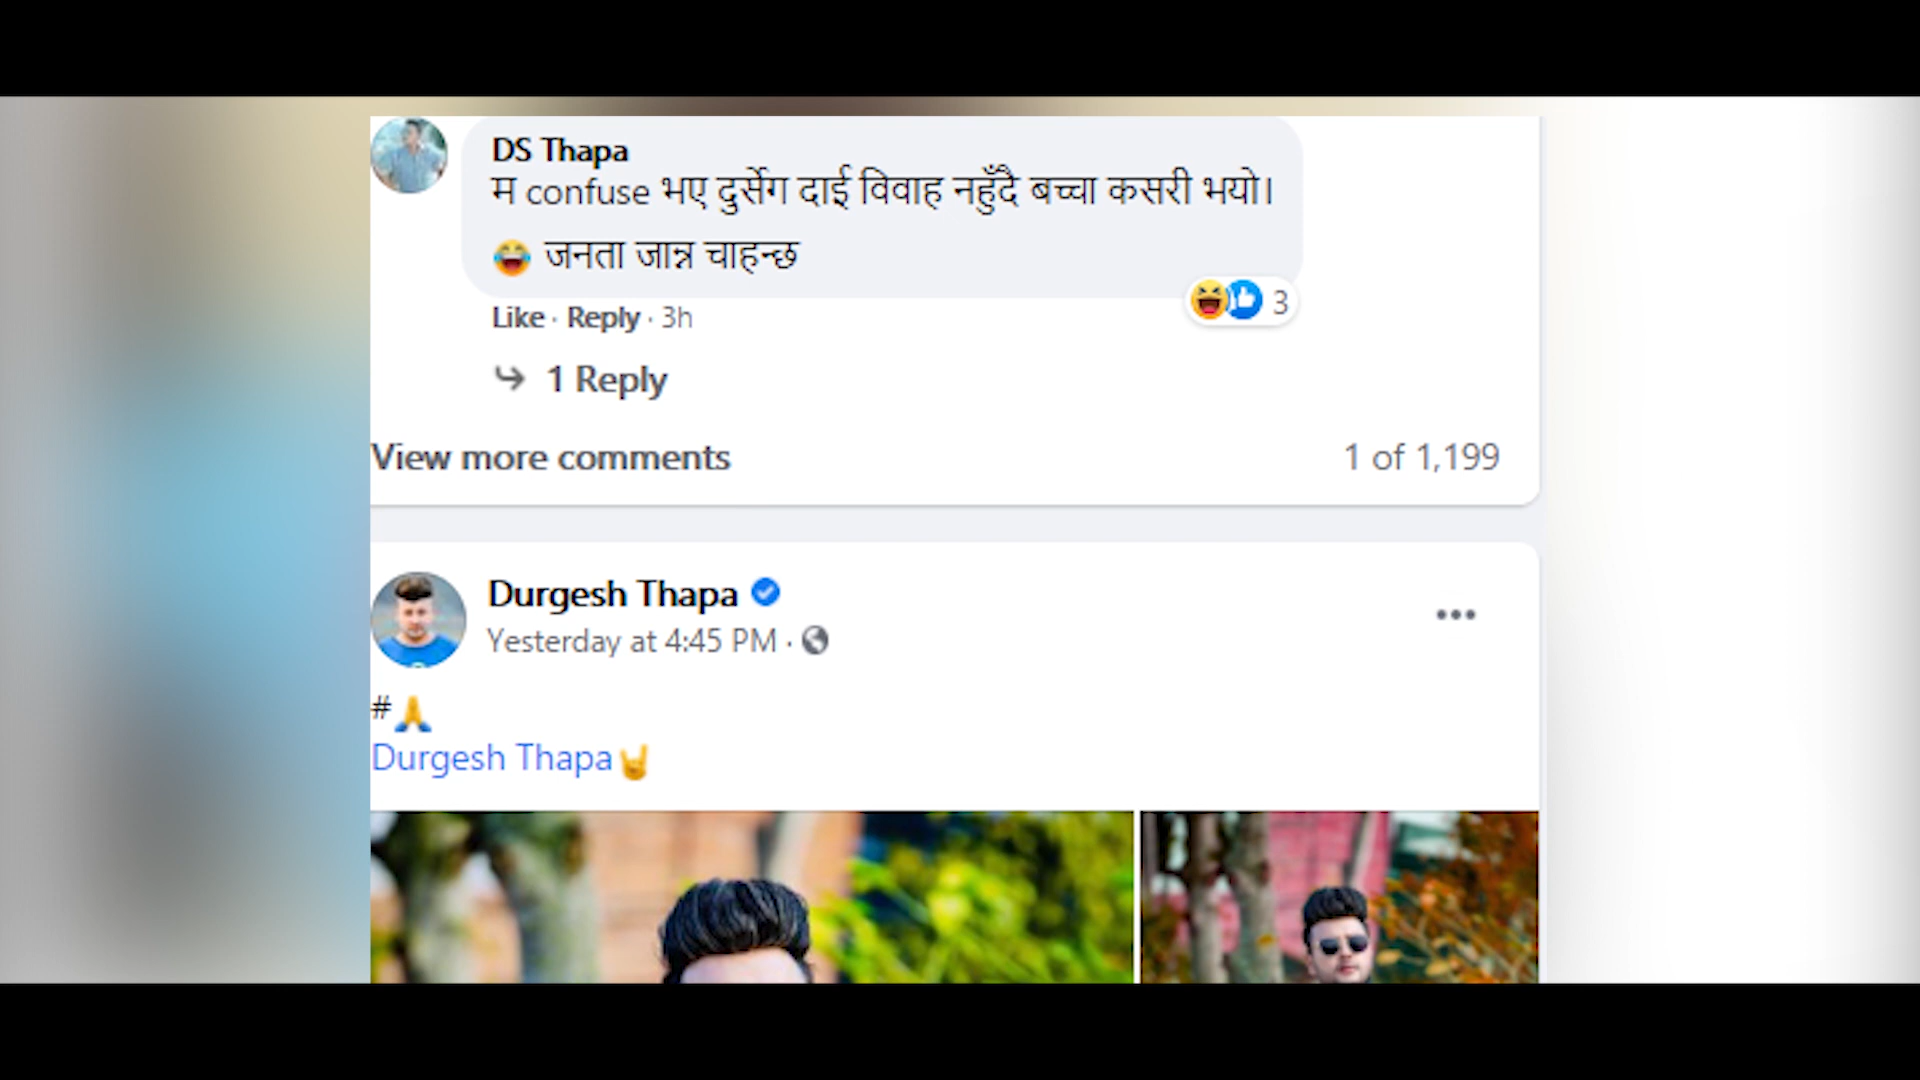 DS Thapa
म confuse भए दुर्सेग दाई विवाह नहुँदै बच्चा कसरी भयो।
😂 जनता जान्न चाहन्छ
Like · Reply · 3h
3
1 Reply
View more comments
1 of 1,199
Durgesh Thapa
Yesterday at 4:45 PM ·
#🙏
Durgesh Thapa🤘